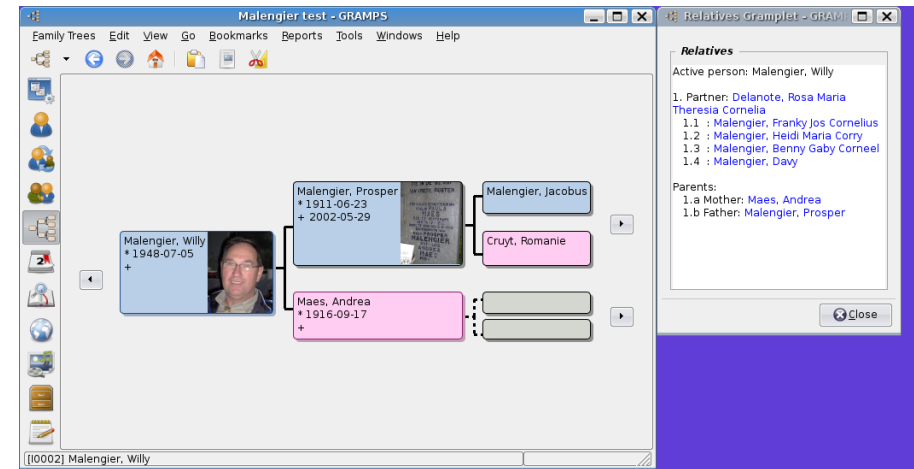 Malengier test - GRAMPS
Family Trees Edit View Go Bookmarks Reports Tools Windows Help
Malengier, Prosper
* 1911-06-23
+ 2002-05-29
MAES
MALENGIER
ANDREA
MAES
Malengier, Jacobus
Cruyt, Romanie
Malengier, Willy
* 1948-07-05
+
Maes, Andrea
* 1916-09-17
+
[I0002] Malengier, Willy
Relatives Gramplet - GRAM
Relatives
Active person: Malengier, Willy
1. Partner: Delanote, Rosa Maria
Theresia Cornelia
1.1 : Malengier, Franky Jos Cornelius
1.2 : Malengier, Heidi Maria Corry
1.3 : Malengier, Benny Gaby Corneel
1.4 : Malengier, Davy
Parents:
1.a Mother: Maes, Andrea
1.b Father: Malengier, Prosper
Close